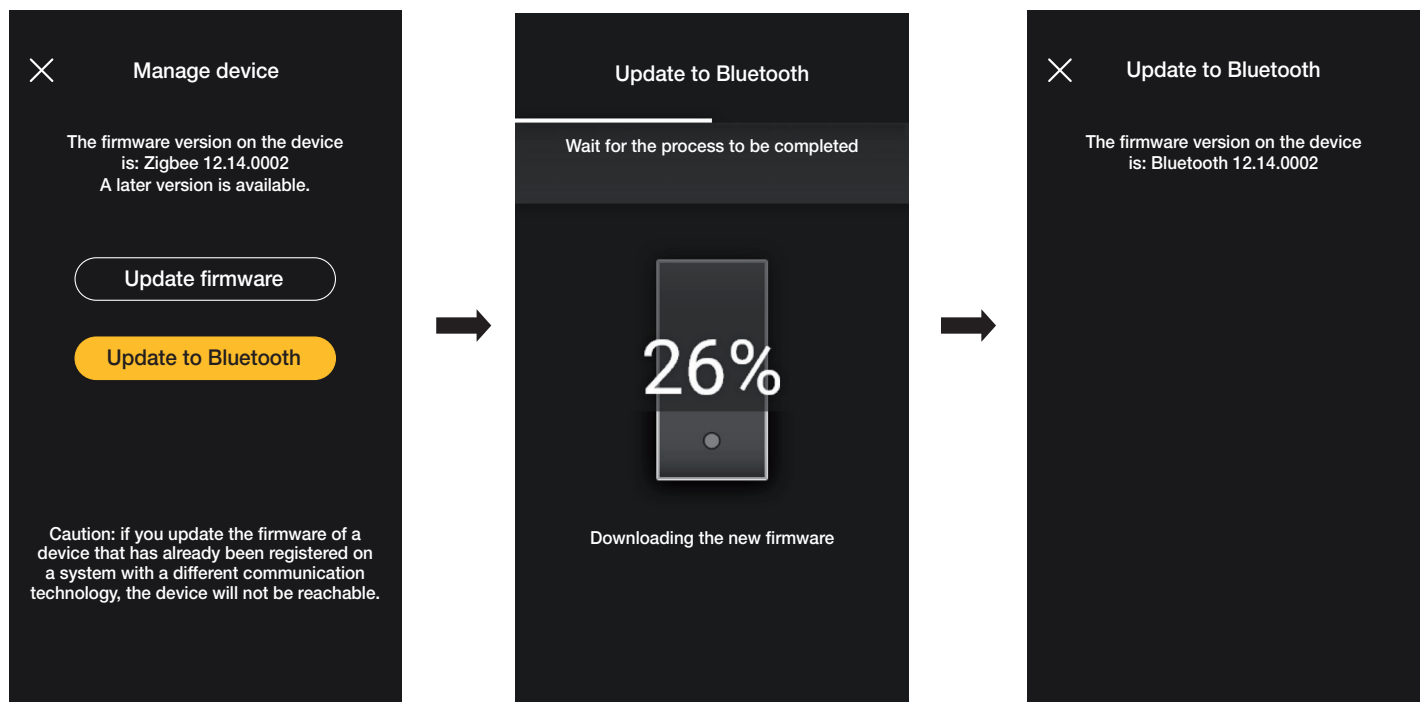 Manage device
The firmware version on the device
is: Zigbee 12.14.0002
A later version is available.
Update firmware
Update to Bluetooth
Caution: if you update the firmware of a
device that has already been registered on
a system with a different communication
technology, the device will not be reachable.
Update to Bluetooth
Wait for the process to be completed
26%
Downloading the new firmware
Update to Bluetooth
The firmware version on the device
is: Bluetooth 12.14.0002